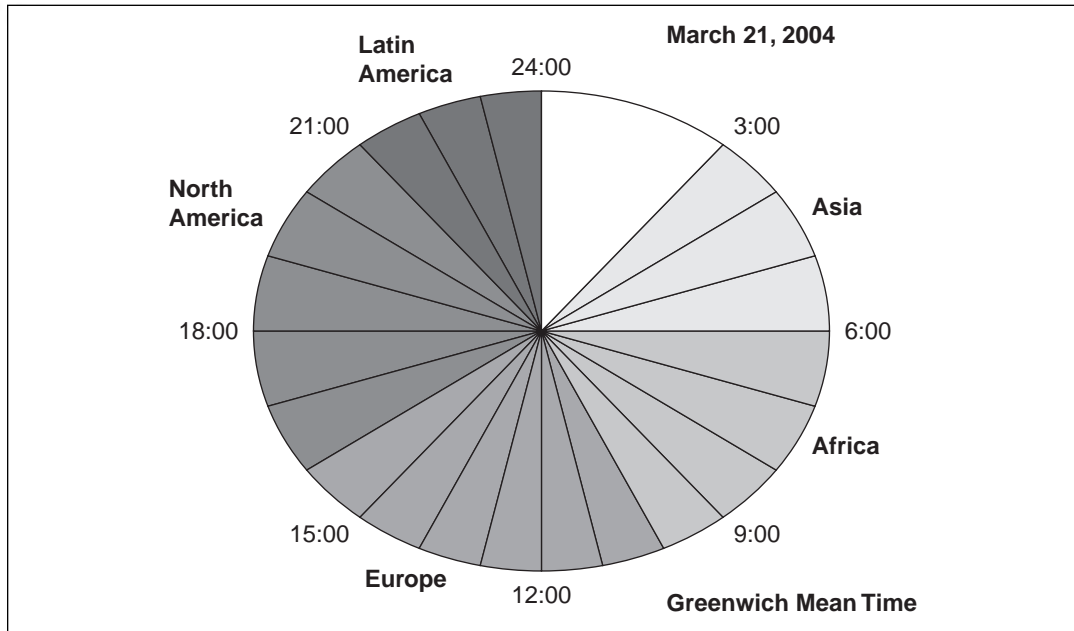 March 21, 2004
Latin
America
24:00
21:00
3:00
North
America
Asia
18:00
6:00
Africa
15:00
9:00
Europe
12:00
Greenwich Mean Time